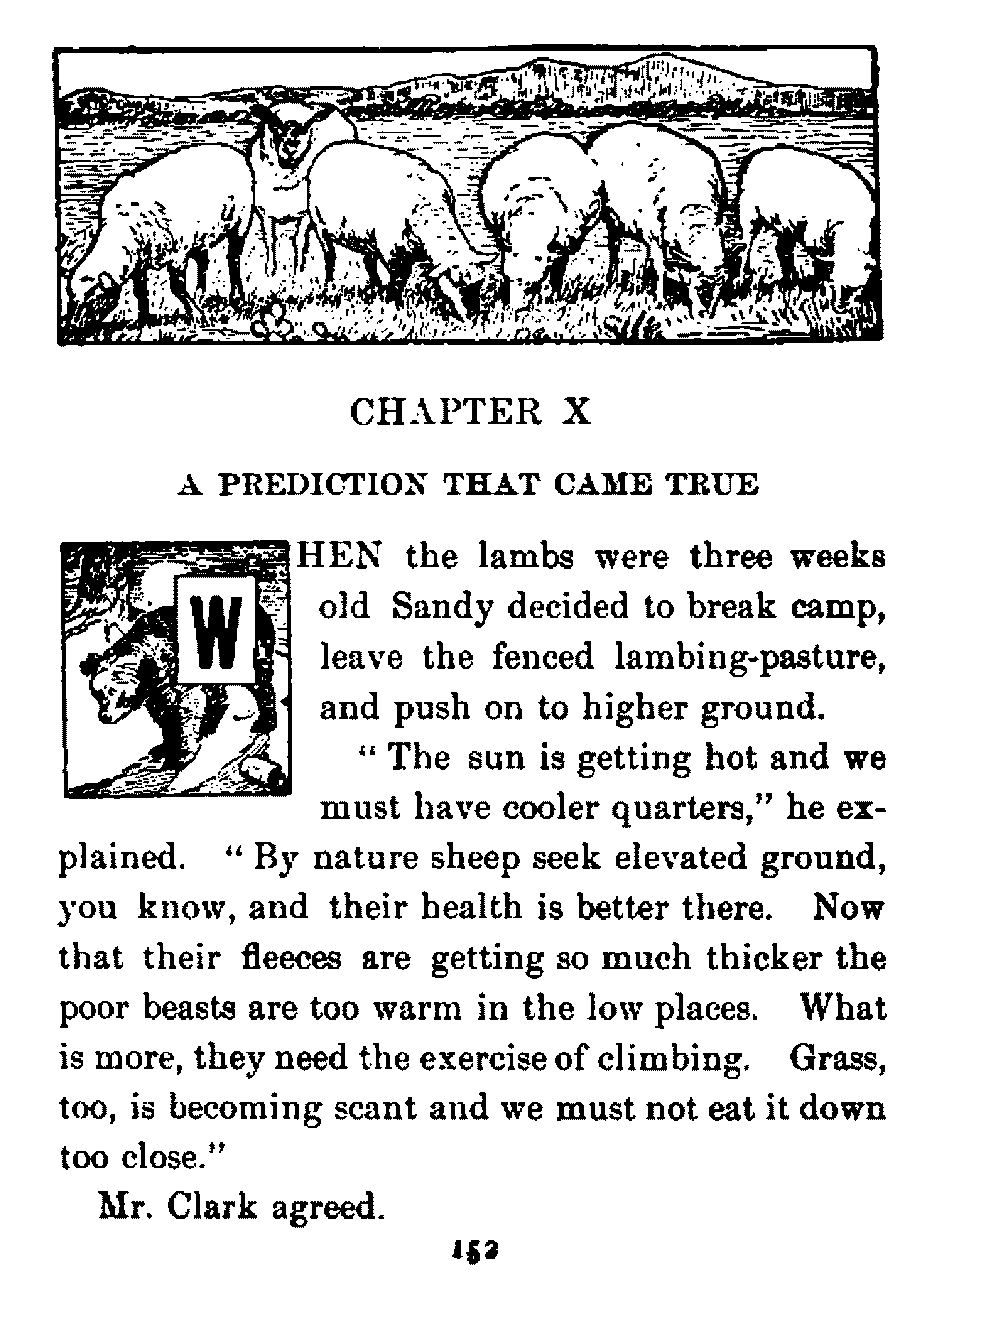 CHAPTER X
A PREDICTION THAT CAME TRUE
WHEN the lambs were three weeks
old Sandy decided to break camp,
leave the fenced lambing-pasture,
and push on to higher ground.
“ The sun is getting hot and we
must have cooler quarters,” he ex-
plained. “ By nature sheep seek elevated ground,
you know, and their health is better there. Now
that their fleeces are getting so much thicker the
poor beasts are too warm in the low places. What
is more, they need the exercise of climbing. Grass,
too, is becoming scant and we must not eat it down
too close.”
Mr. Clark agreed.
152